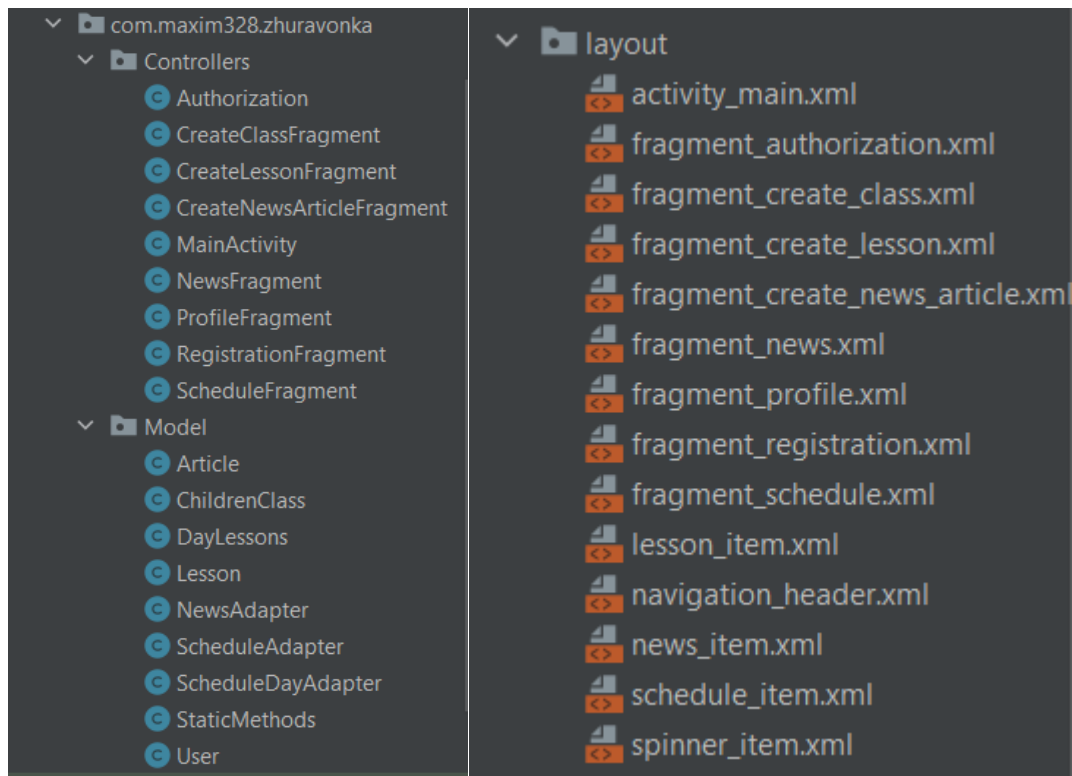 com.maxim328.zhuravonka
Controllers
Authorization
CreateClassFragment
CreateLessonFragment
CreateNewsArticleFragment
MainActivity
NewsFragment
ProfileFragment
RegistrationFragment
ScheduleFragment
Model
Article
ChildrenClass
DayLessons
Lesson
NewsAdapter
ScheduleAdapter
ScheduleDayAdapter
StaticMethods
User
layout
activity_main.xml
fragment_authorization.xml
fragment_create_class.xml
fragment_create_lesson.xml
fragment_create_news_article.xml
fragment_news.xml
fragment_profile.xml
fragment_registration.xml
fragment_schedule.xml
lesson_item.xml
navigation_header.xml
news_item.xml
schedule_item.xml
spinner_item.xml